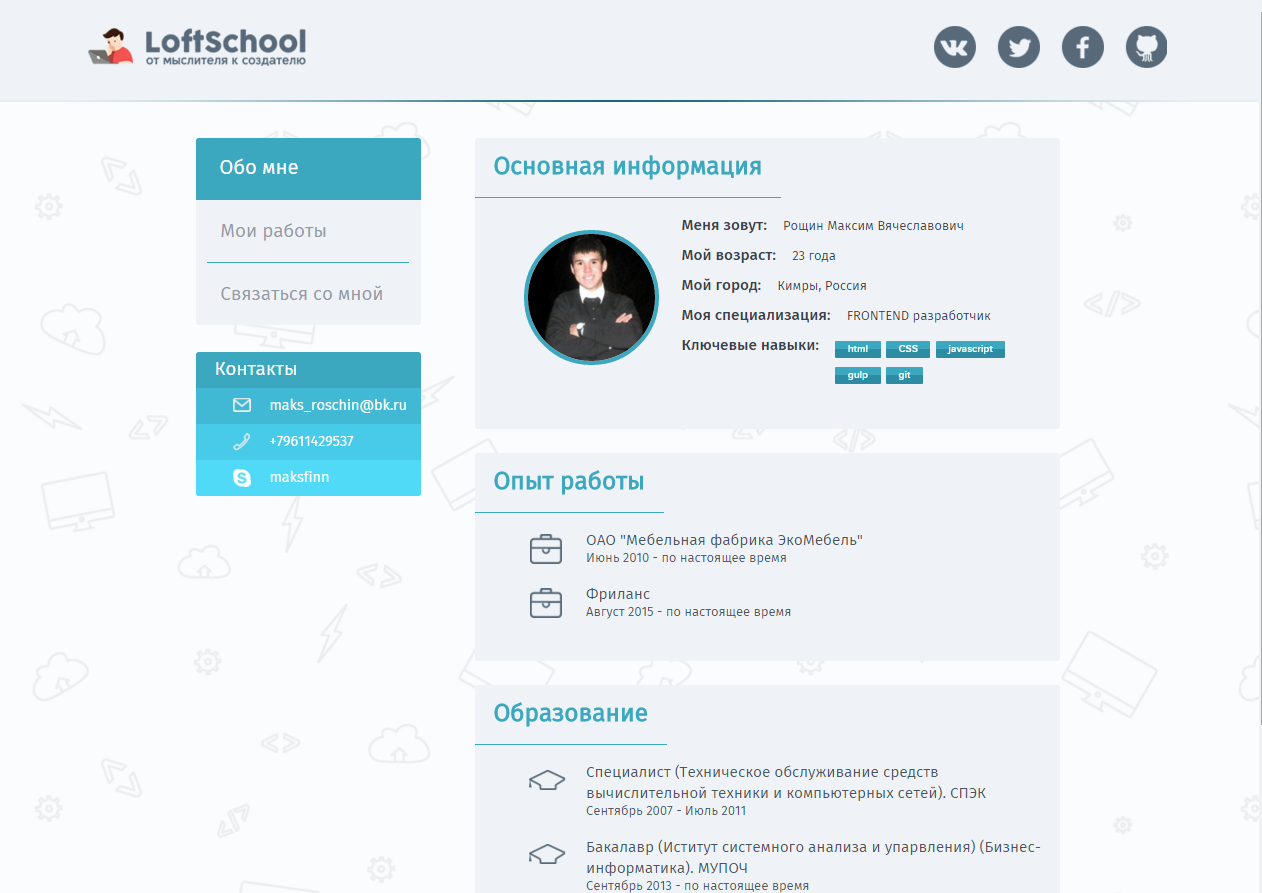 LoftSchool
от мыслителя к создателю
Обо мне
Мои работы
Связаться со мной
Контакты
maks_roschin@bk.ru
+79611429537
maksfinn
Основная информация
Меня зовут: Рощин Максим Вячеславович
Мой возраст: 23 года
Мой город: Кимры, Россия
Моя специализация: FRONTEND разработчик
Ключевые навыки: html CSS javascript
gulp git
Опыт работы
ОАО "Мебельная фабрика ЭкоМебель"
Июнь 2010 - по настоящее время
Фриланс
Август 2015 - по настоящее время
Образование
Специалист (Техническое обслуживание средств
вычислительной техники и компьютерных сетей). СПЭК
Сентябрь 2007 - Июль 2011
Бакалавр (Иститут системного анализа и упарвления) (Бизнес-
информатика). МУПОЧ
Сентябрь 2013 - по настоящее время